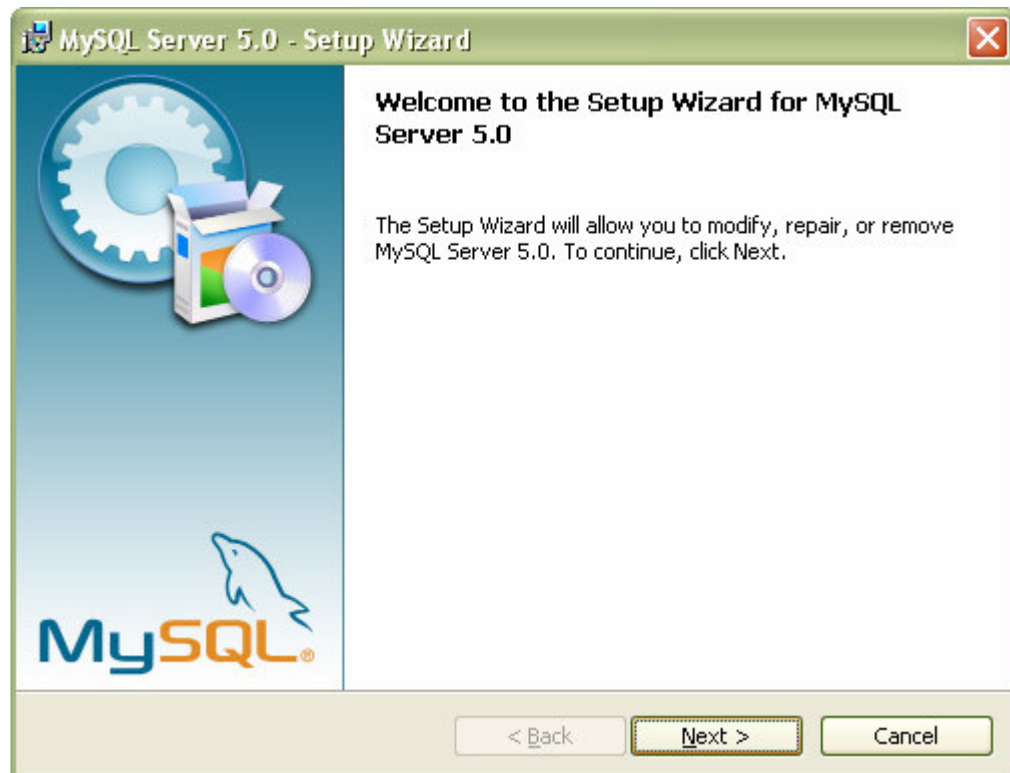 MySQL Server 5.0 - Setup Wizard
Welcome to the Setup Wizard for MySQL
Server 5.0
The Setup Wizard will allow you to modify, repair, or remove
MySQL Server 5.0. To continue, click Next.
MySQL®
< Back
Next >
Cancel